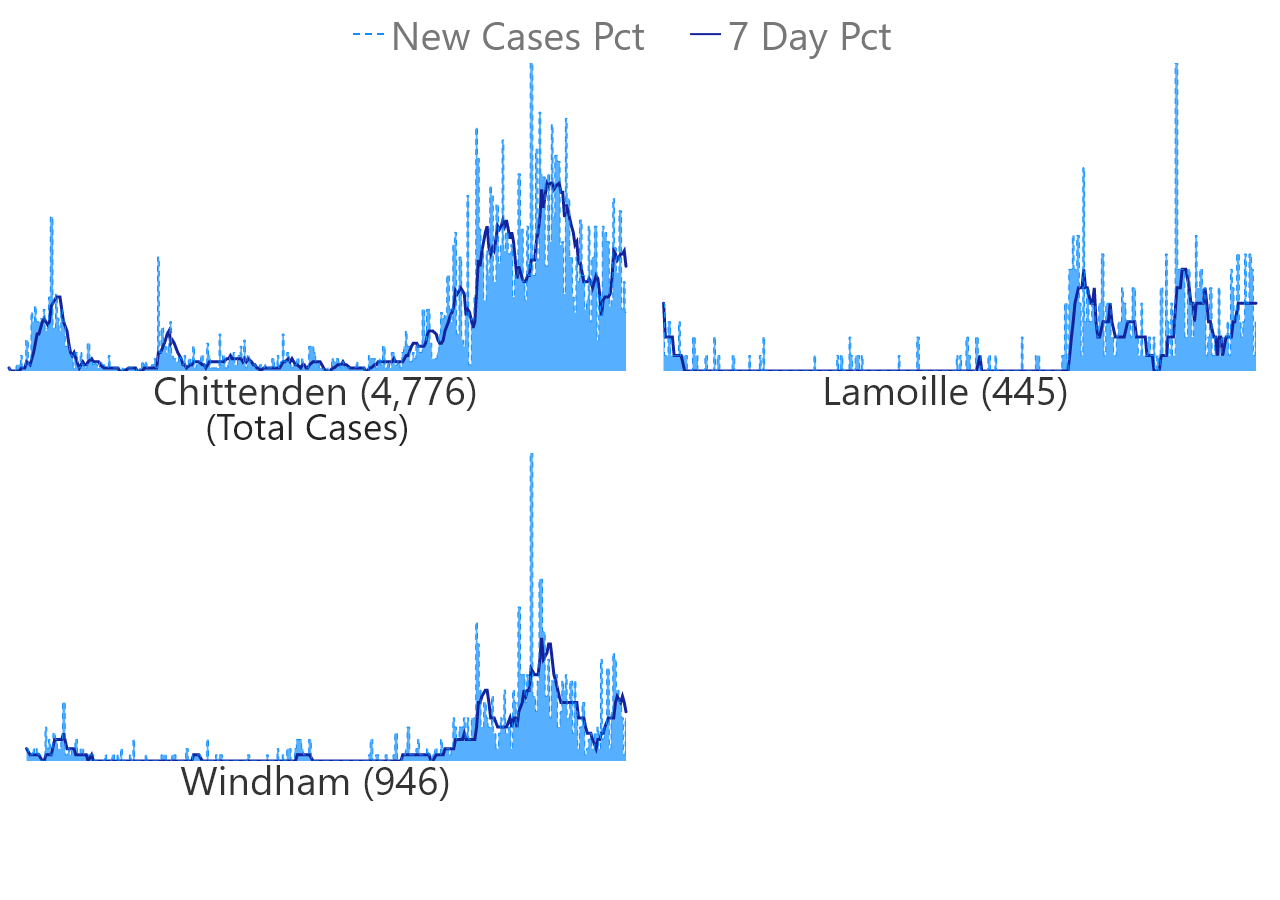 New Cases Pct 7 Day Pct
Chittenden (4,776) Lamoille (445)
(Total Cases)
Windham (946)